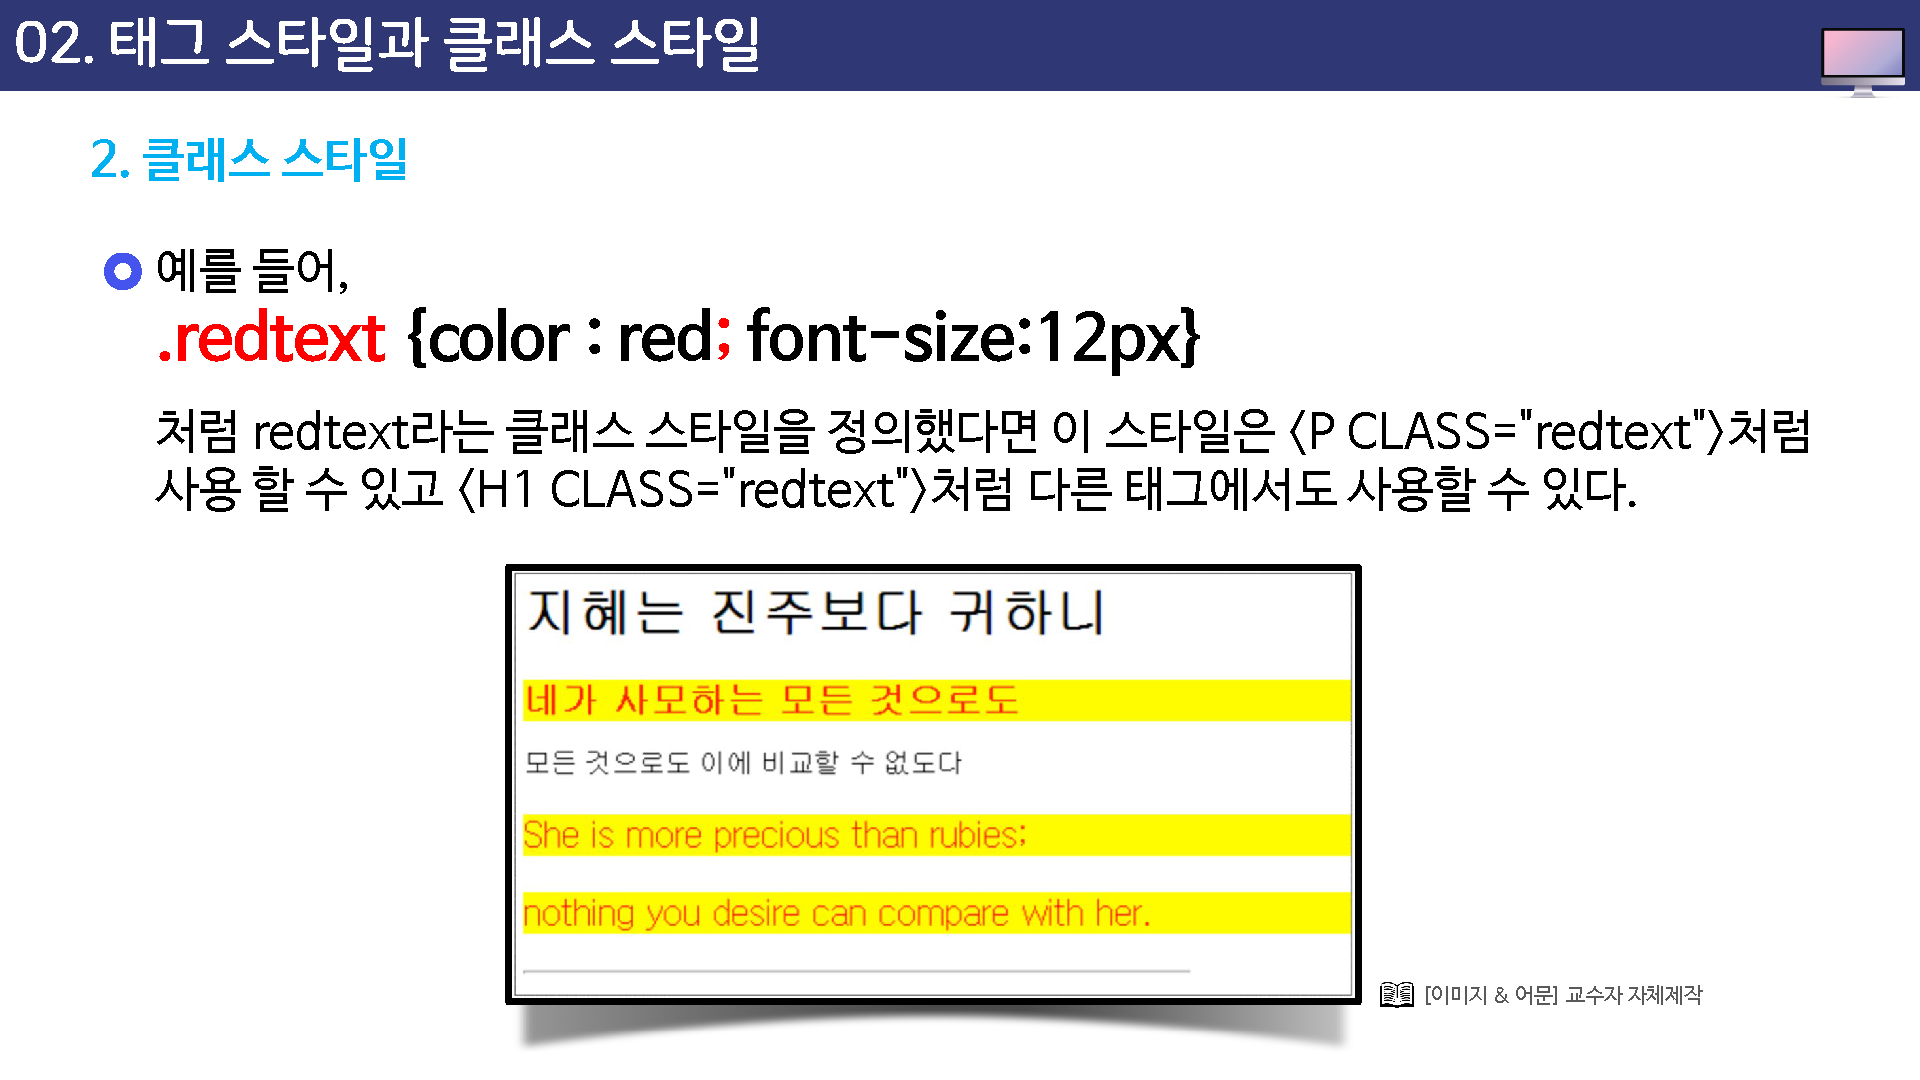 02. 태그 스타일과 클래스 스타일
2. 클래스 스타일
예를 들어,
.redtext {color : red; font-size:12px}
처럼 redtext라는 클래스 스타일을 정의했다면 이 스타일은 <P CLASS="redtext">처럼
사용 할 수 있고 <H1 CLASS="redtext">처럼 다른 태그에서도 사용할 수 있다.
지혜는 진주보다 귀하니
네가 사모하는 모든 것으로도
모든 것으로도 이에 비교할 수 없도다
She is more precious than rubies;
nothing you desire can compare with her.
[이미지 & 어문] 교수자 자체제작